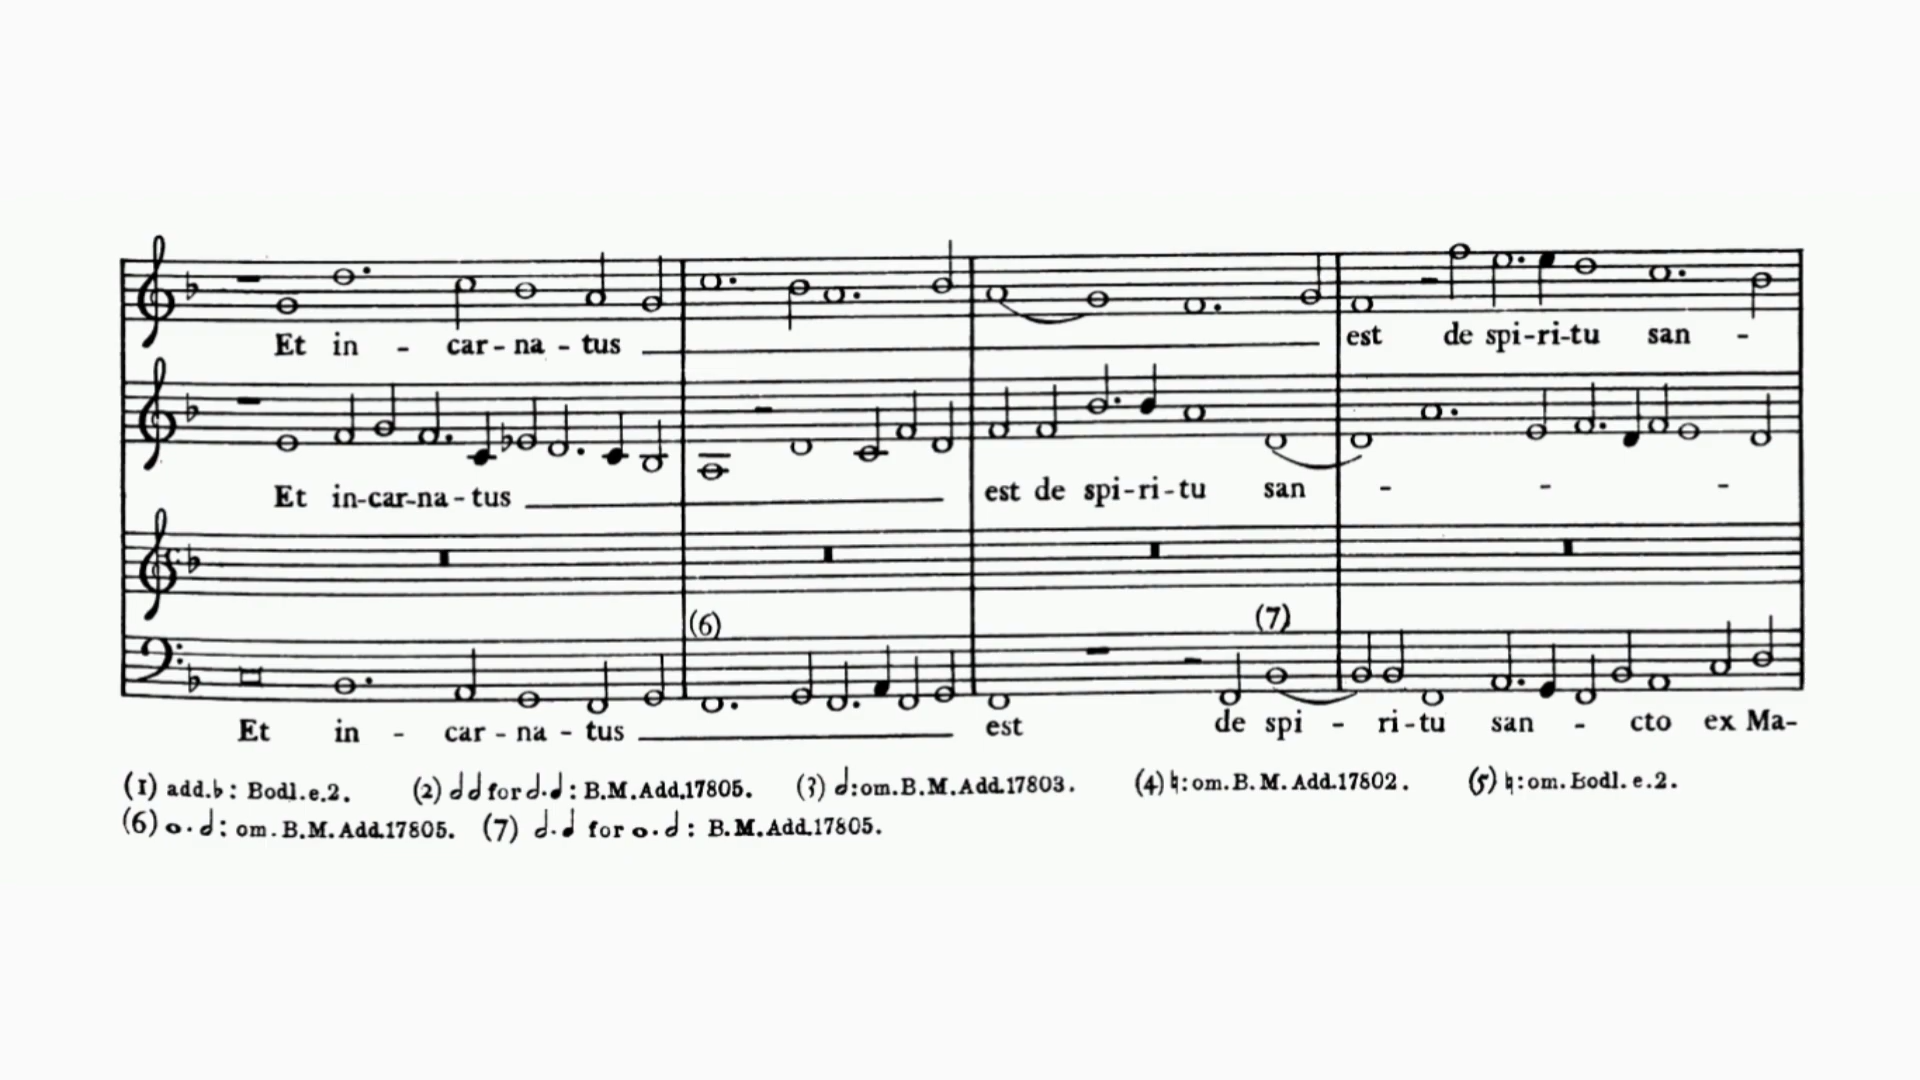 Et in - car - na - tus est de spi-ri-tu san -
Et in-car-na-tus est de spi-ri-tu san - - -
(6) (7)
Et in - car - na - tus est de spi - ri-tu san - cto ex Ma-
(1) add.♭: Bodl.e.2. (2) 𝅗𝅥 𝅗𝅥 for 𝅗𝅥. 𝅘𝅥: B.M.Add.17805. (3) 𝅗𝅥:om.B.M.Add.17803. (4) ♮:om.B.M.Add.17802. (5) ♮:om.Bodl.e.2.
(6) 𝅝. 𝅗𝅥: om.B.M.Add.17805. (7) 𝅗𝅥. 𝅘𝅥 for 𝅝. 𝅗𝅥: B.M.Add.17805.